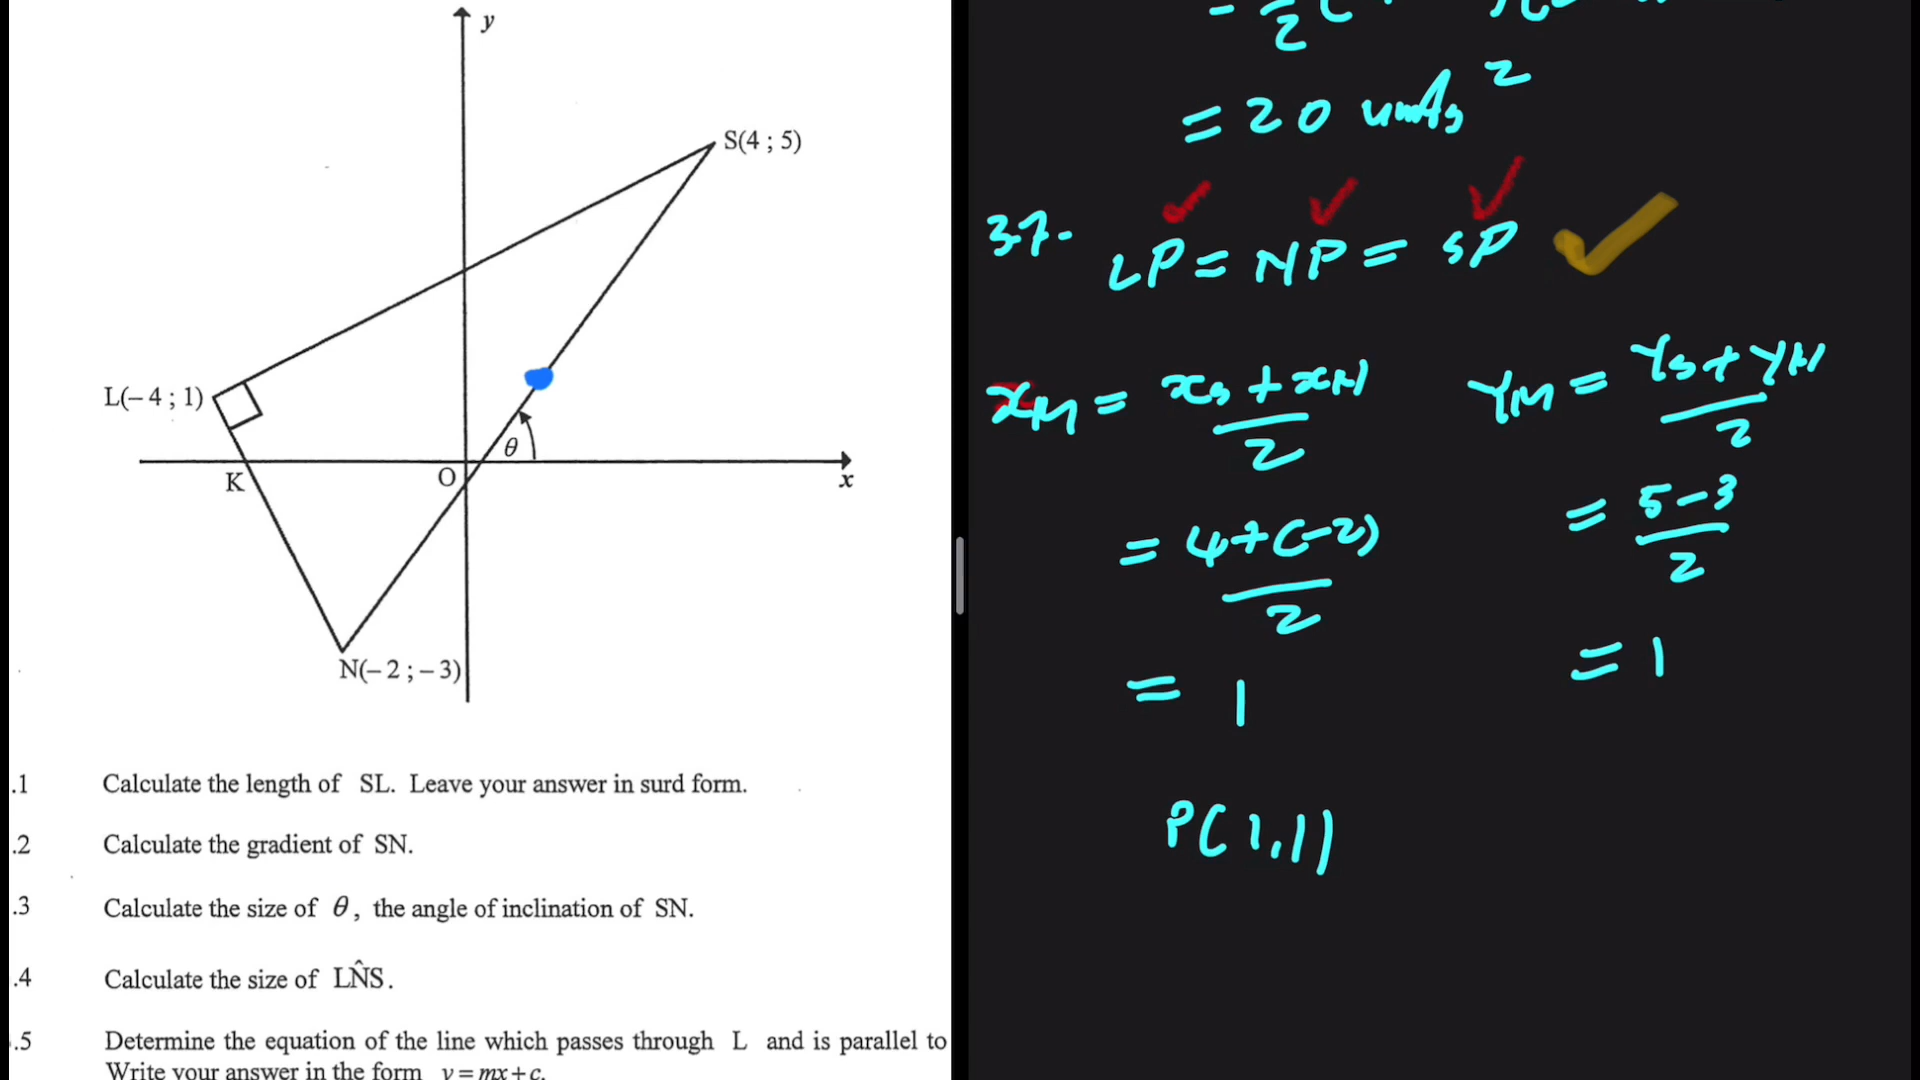 y
S(4 ; 5)
L(– 4 ; 1)
θ
K
O
x
N(– 2 ; – 3)
.1 Calculate the length of SL. Leave your answer in surd form.
.2 Calculate the gradient of SN.
.3 Calculate the size of θ, the angle of inclination of SN.
.4 Calculate the size of LN̂S.
.5 Determine the equation of the line which passes through L and is parallel to
Write your answer in the form y = mx + c.
= 20 units²
3.7. LP = NP = SP
xM = (xS + xN)/2
yM = (yS + yN)/2
= (4+(-2))/2
= (5-3)/2
= 1
= 1
P(1,1)